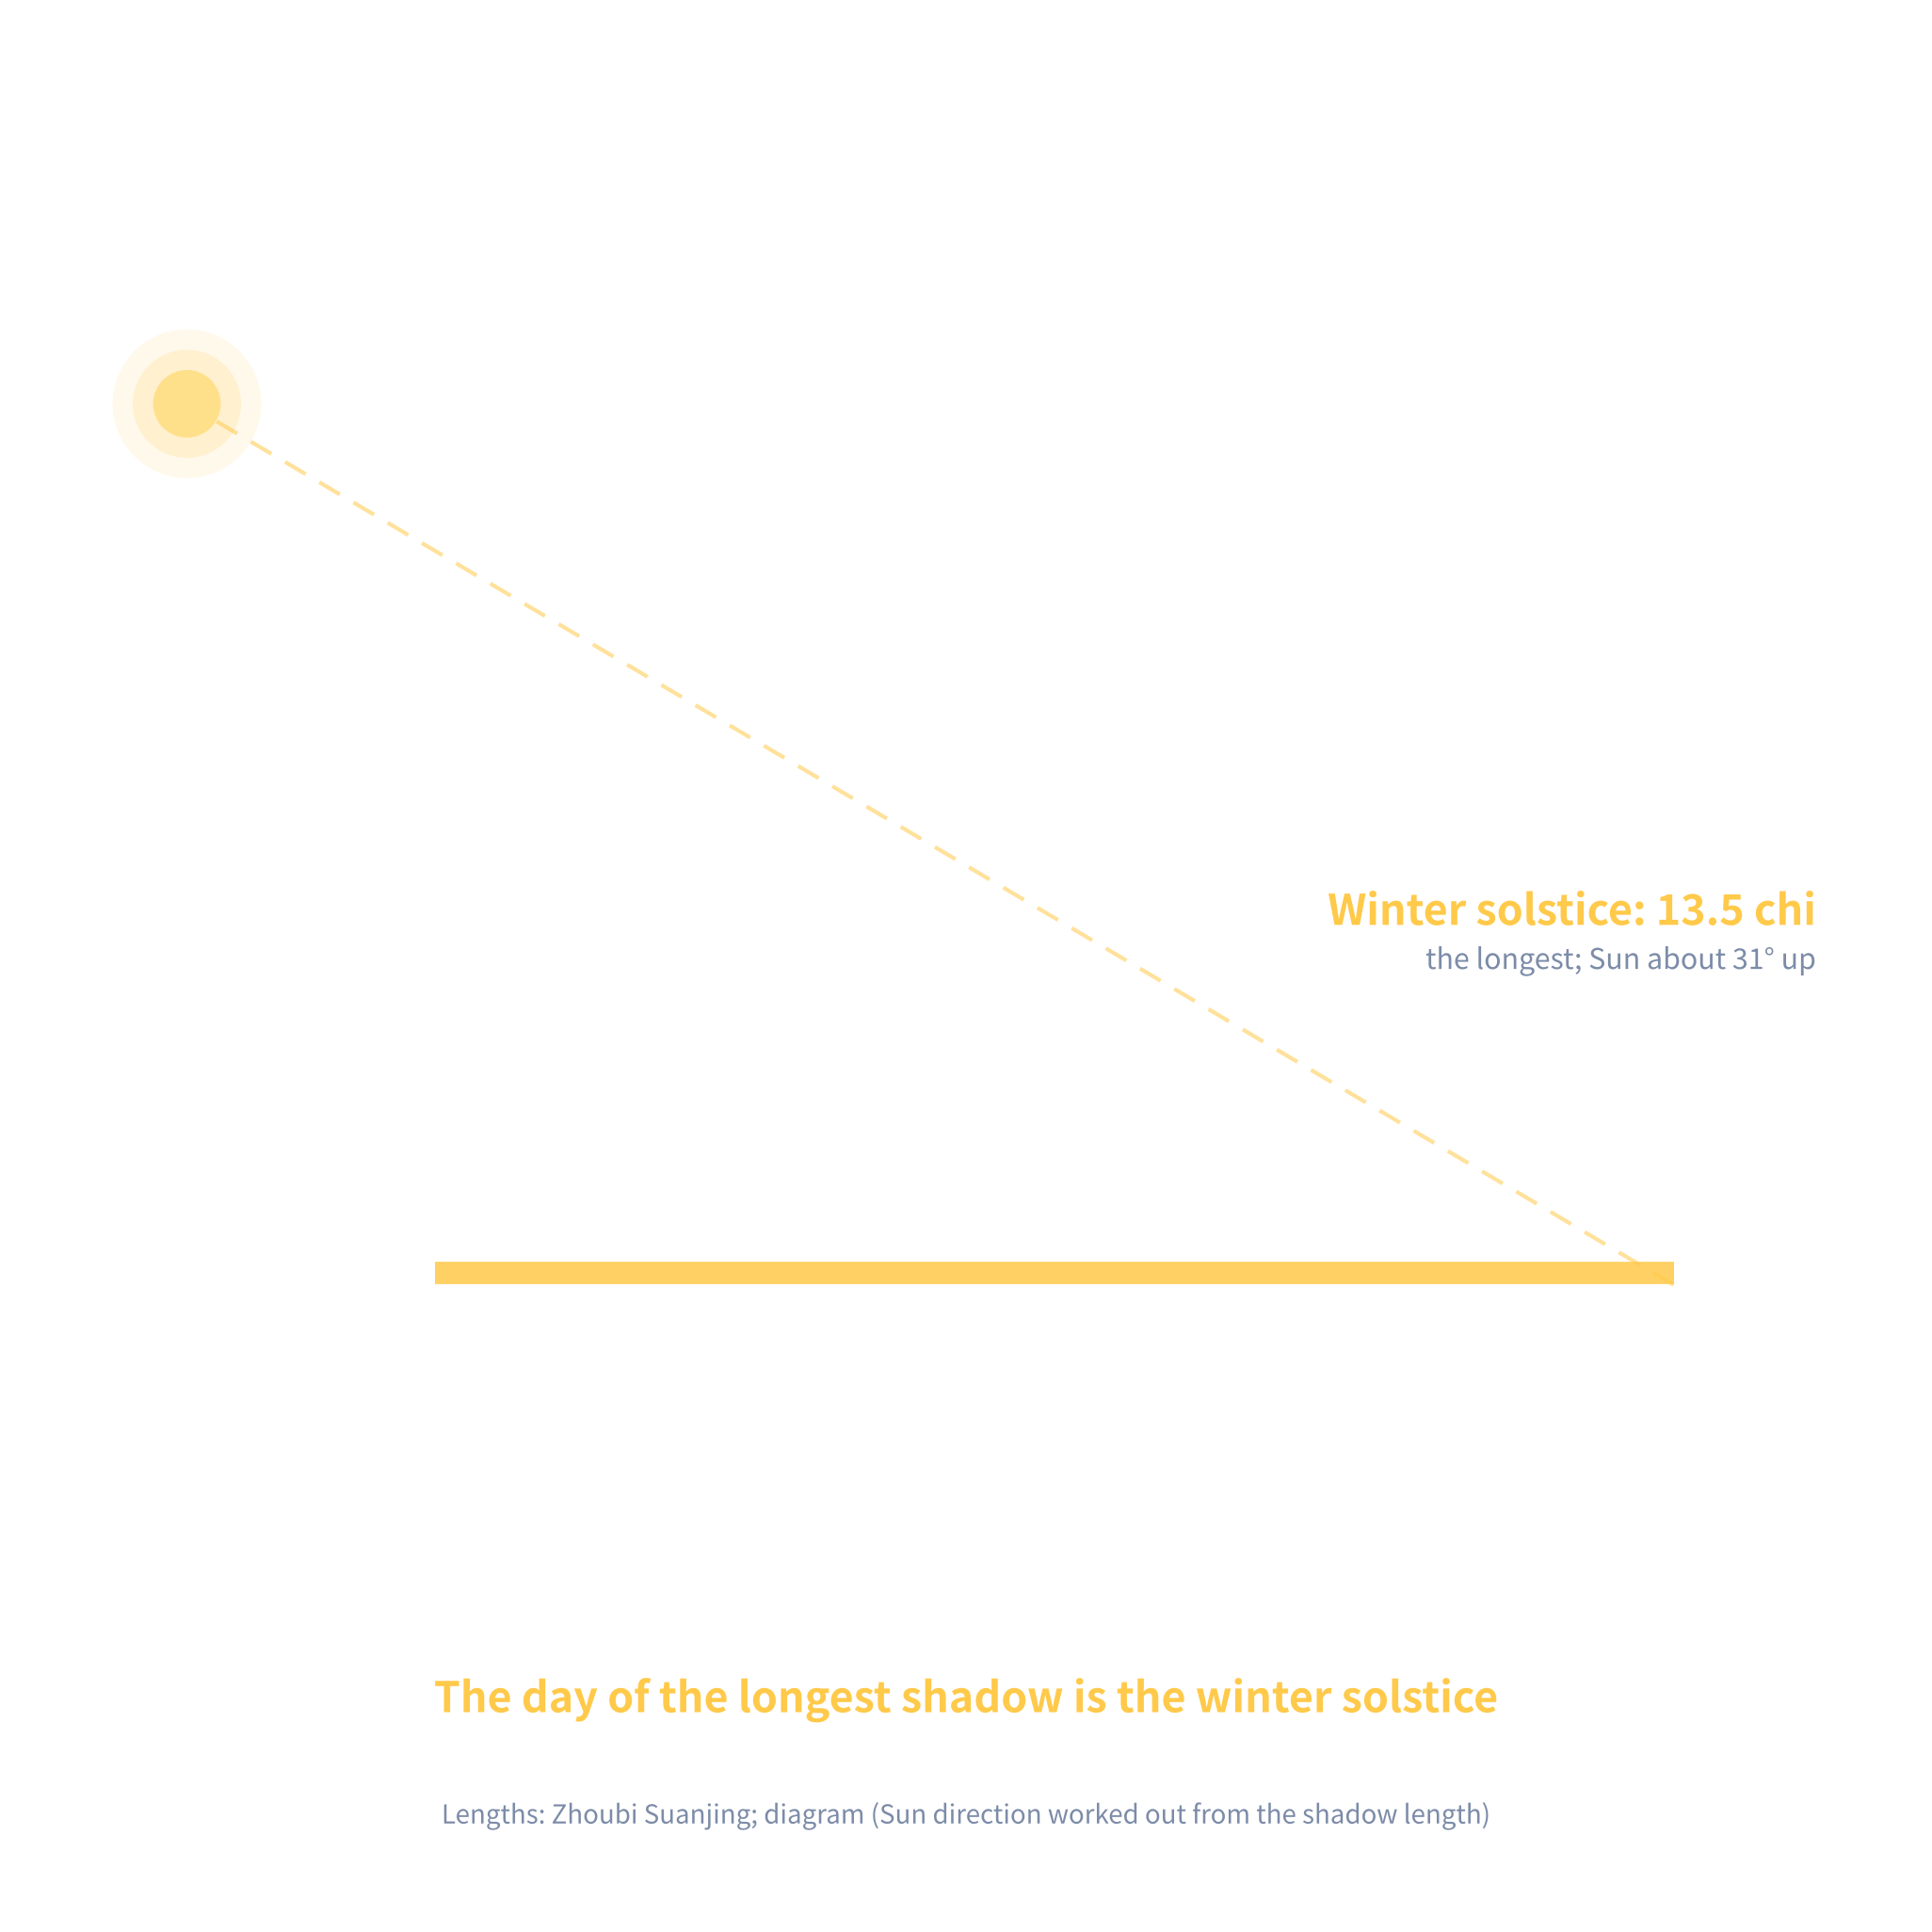 Winter solstice: 13.5 chi
the longest; Sun about 31° up
The day of the longest shadow is the winter solstice
Lengths: Zhoubi Suanjing; diagram (Sun direction worked out from the shadow length)